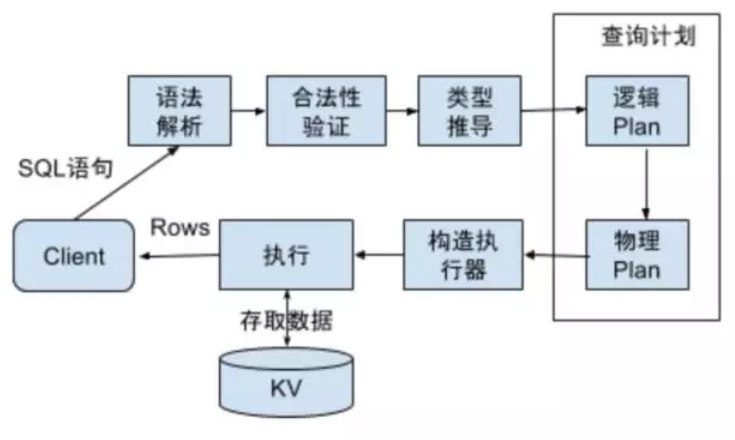 查询计划
语法
解析
合法性
验证
类型
推导
逻辑
Plan
SQL语句
Rows
Client
执行
构造执
行器
物理
Plan
存取数据
KV